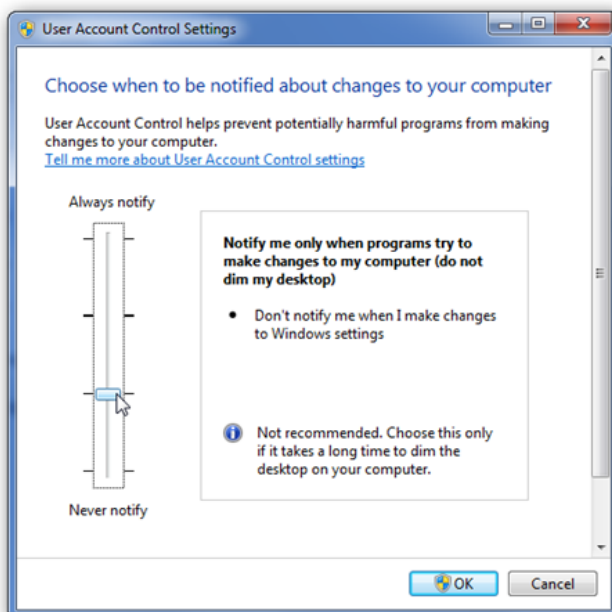 User Account Control Settings
Choose when to be notified about changes to your computer
User Account Control helps prevent potentially harmful programs from making
changes to your computer.
Tell me more about User Account Control settings
Always notify
Notify me only when programs try to
make changes to my computer (do not
dim my desktop)
• Don't notify me when I make changes
to Windows settings
Not recommended. Choose this only
if it takes a long time to dim the
desktop on your computer.
Never notify
OK
Cancel